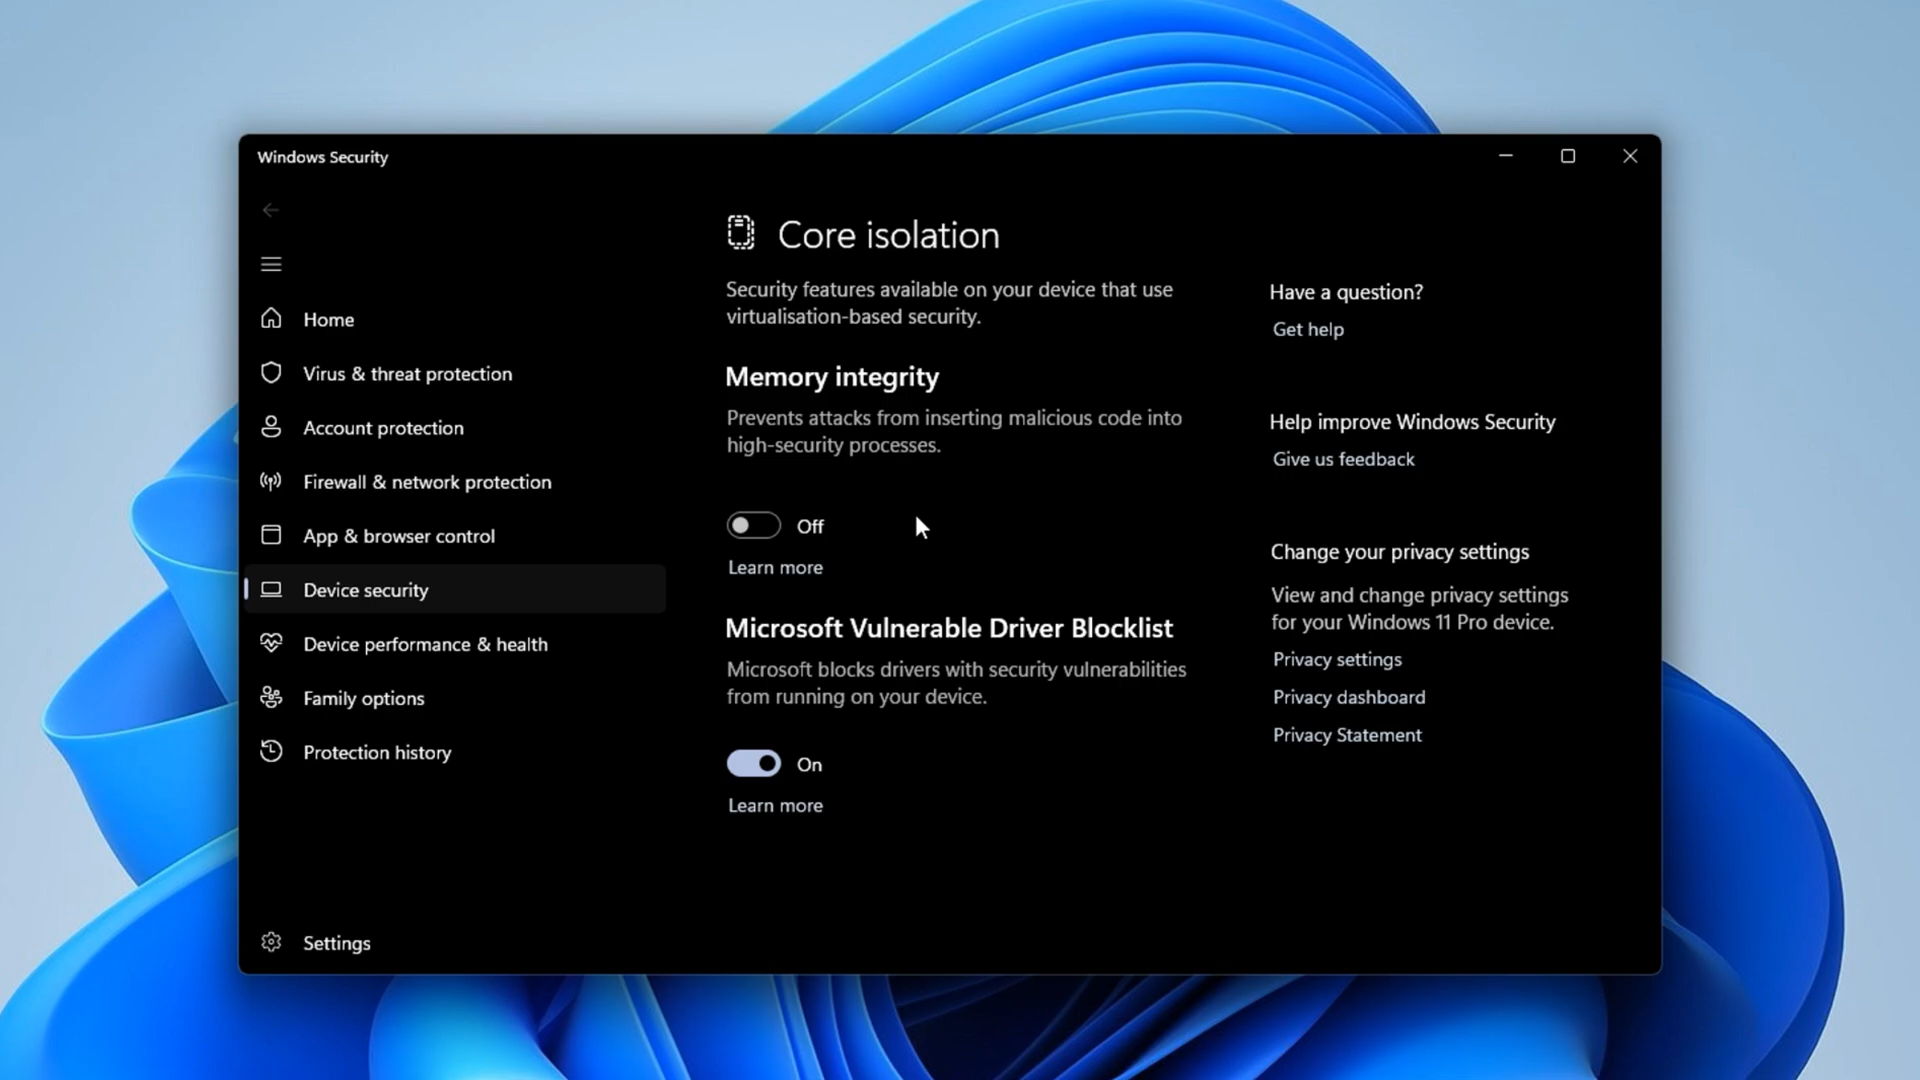 Windows Security
Home
Virus & threat protection
Account protection
Firewall & network protection
App & browser control
Device security
Device performance & health
Family options
Protection history
Settings
Core isolation
Security features available on your device that use
virtualisation-based security.
Memory integrity
Prevents attacks from inserting malicious code into
high-security processes.
Off
Learn more
Microsoft Vulnerable Driver Blocklist
Microsoft blocks drivers with security vulnerabilities
from running on your device.
On
Learn more
Have a question?
Get help
Help improve Windows Security
Give us feedback
Change your privacy settings
View and change privacy settings
for your Windows 11 Pro device.
Privacy settings
Privacy dashboard
Privacy Statement